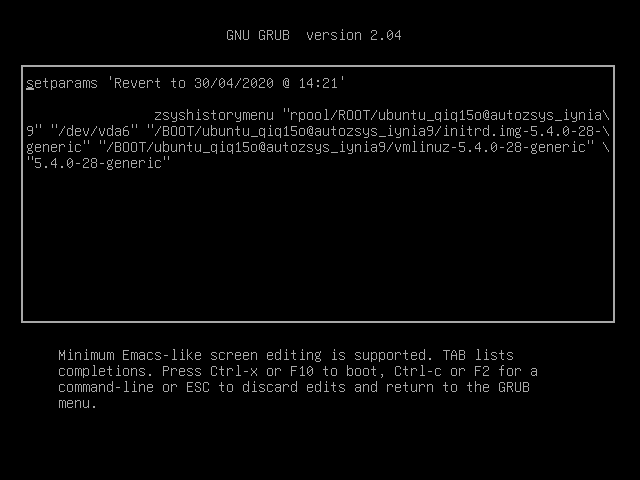 GNU GRUB  version 2.04
setparams 'Revert to 30/04/2020 @ 14:21'
zsyshistorymenu "rpool/ROOT/ubuntu_qiq15o@autozsys_iynia\
9" "/dev/vda6" "/BOOT/ubuntu_qiq15o@autozsys_iynia9/initrd.img-5.4.0-28-\
generic" "/BOOT/ubuntu_qiq15o@autozsys_iynia9/vmlinuz-5.4.0-28-generic" \
"5.4.0-28-generic"
Minimum Emacs-like screen editing is supported. TAB lists
completions. Press Ctrl-x or F10 to boot, Ctrl-c or F2 for a
command-line or ESC to discard edits and return to the GRUB
menu.